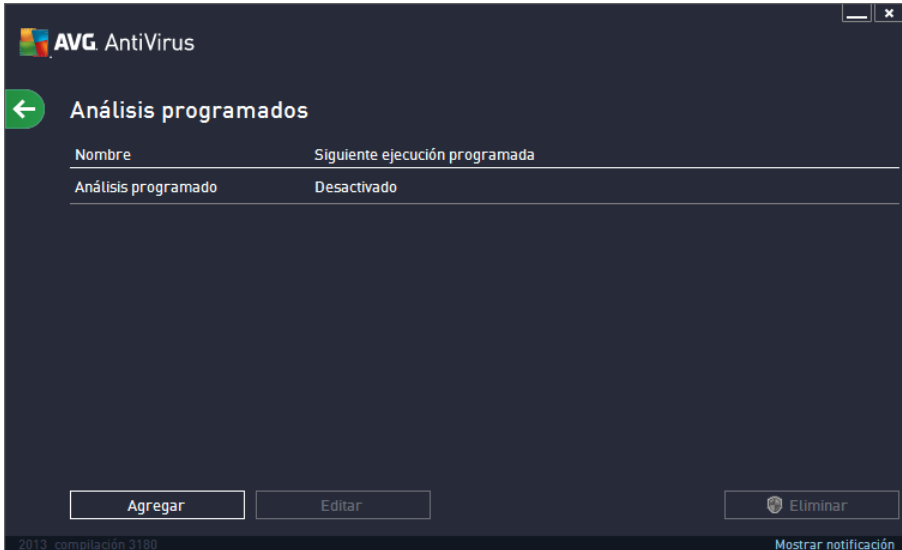 AVG. AntiVirus
Análisis programados
Nombre Siguiente ejecución programada
Análisis programado Desactivado
Agregar Editar Eliminar
2013 compilación 3180 Mostrar notificación